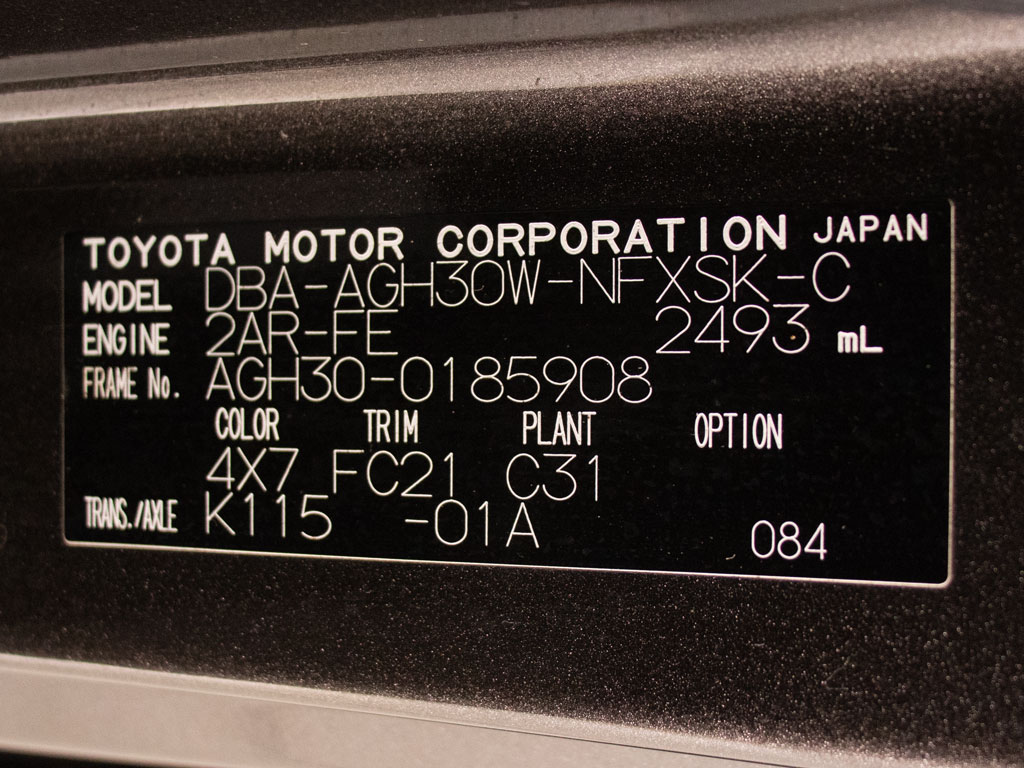 TOYOTA MOTOR CORPORATION JAPAN
MODEL DBA-AGH30W-NFXSK-C
ENGINE 2AR-FE 2493 mL
FRAME No. AGH30-0185908
COLOR TRIM PLANT OPTION
4X7 FC21 C31
TRANS./AXLE K115 -01A 084